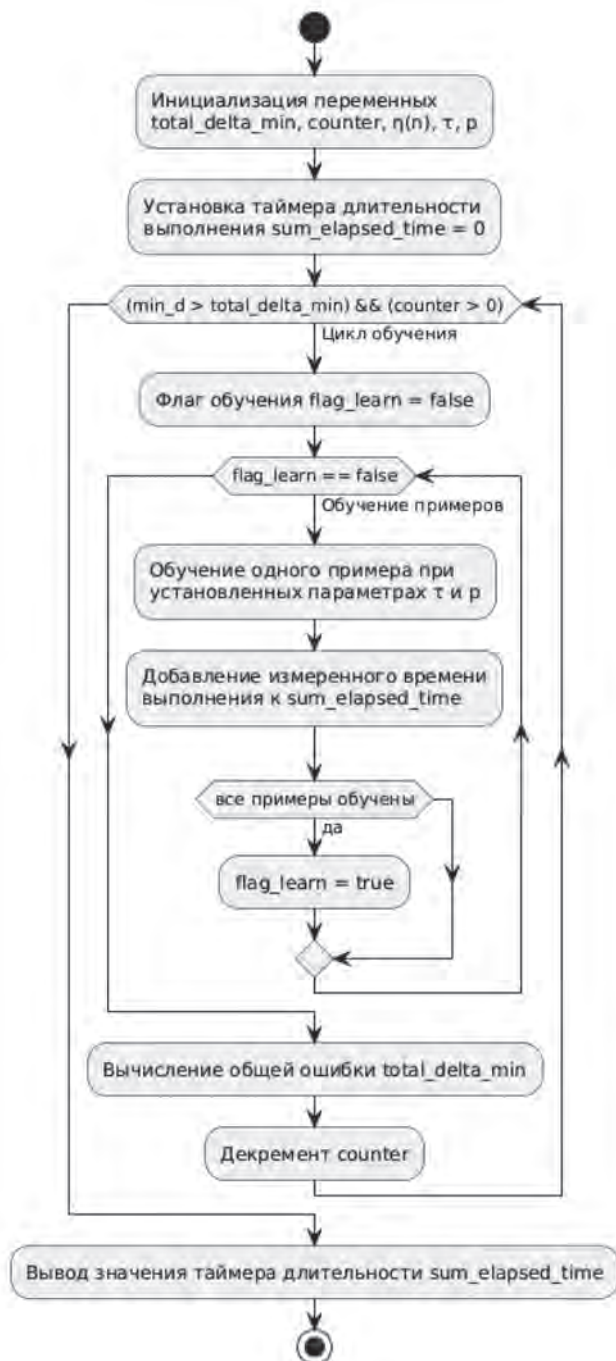 Инициализация переменных
total_delta_min, counter, η(n), τ, p
Установка таймера длительности
выполнения sum_elapsed_time = 0
(min_d > total_delta_min) && (counter > 0)
Цикл обучения
Флаг обучения flag_learn = false
flag_learn == false
Обучение примеров
Обучение одного примера при
установленных параметрах τ и p
Добавление измеренного времени
выполнения к sum_elapsed_time
все примеры обучены
да
flag_learn = true
Вычисление общей ошибки total_delta_min
Декремент counter
Вывод значения таймера длительности sum_elapsed_time